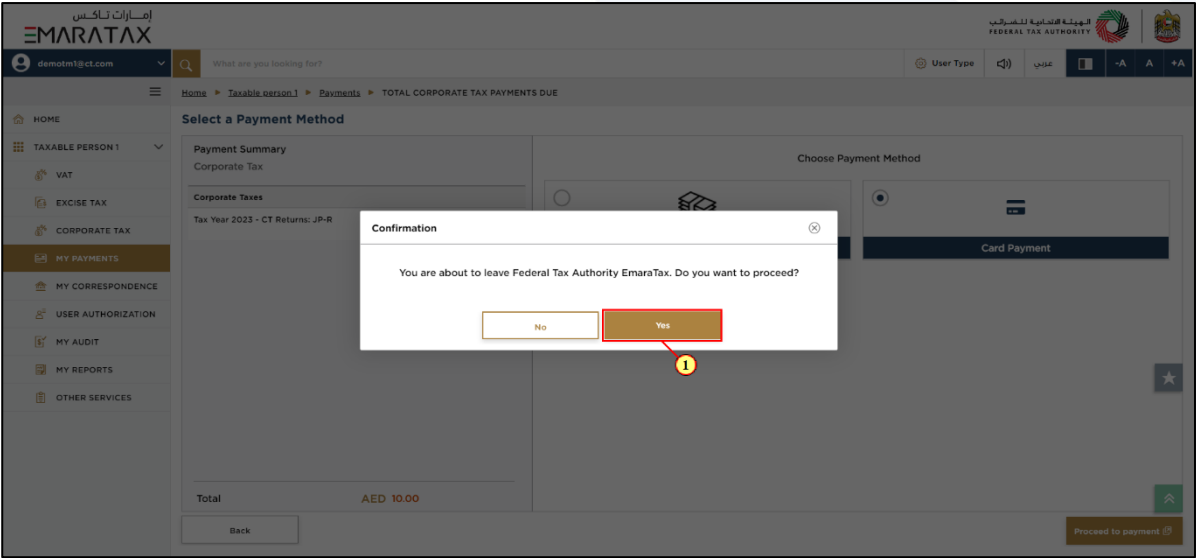 إمــارات تـاكــس
EMARATAX
الـهـيـئـة الاتحـاديـة للـضــرائـب
FEDERAL TAX AUTHORITY
demotm1@ct.com
What are you looking for?
User Type
عربي
-A A +A
Home Taxable person 1 Payments TOTAL CORPORATE TAX PAYMENTS DUE
HOME
TAXABLE PERSON 1
VAT
EXCISE TAX
CORPORATE TAX
MY PAYMENTS
MY CORRESPONDENCE
USER AUTHORIZATION
MY AUDIT
MY REPORTS
OTHER SERVICES
Select a Payment Method
Payment Summary
Corporate Tax
Corporate Taxes
Tax Year 2023 - CT Returns: JP-R
Total AED 10.00
Choose Payment Method
Card Payment
Confirmation
You are about to leave Federal Tax Authority EmaraTax. Do you want to proceed?
No
Yes
1
Back
Proceed to payment